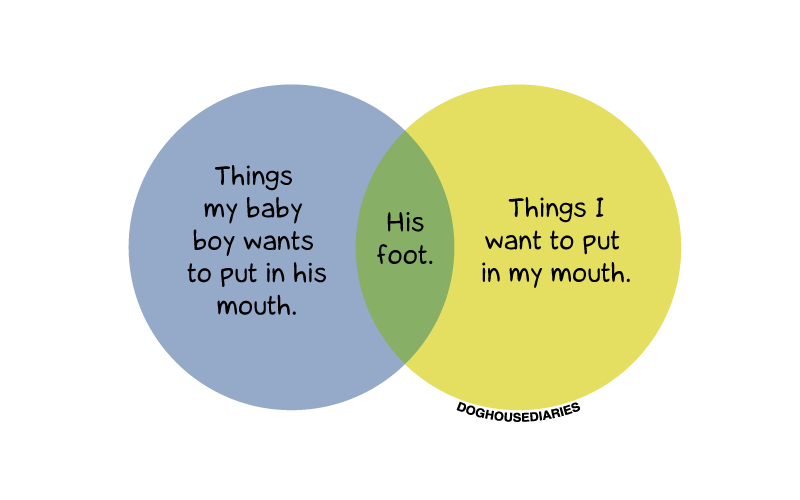 Things
my baby
boy wants
to put in his
mouth.
His
foot.
Things I
want to put
in my mouth.
DOGHOUSEDIARIES